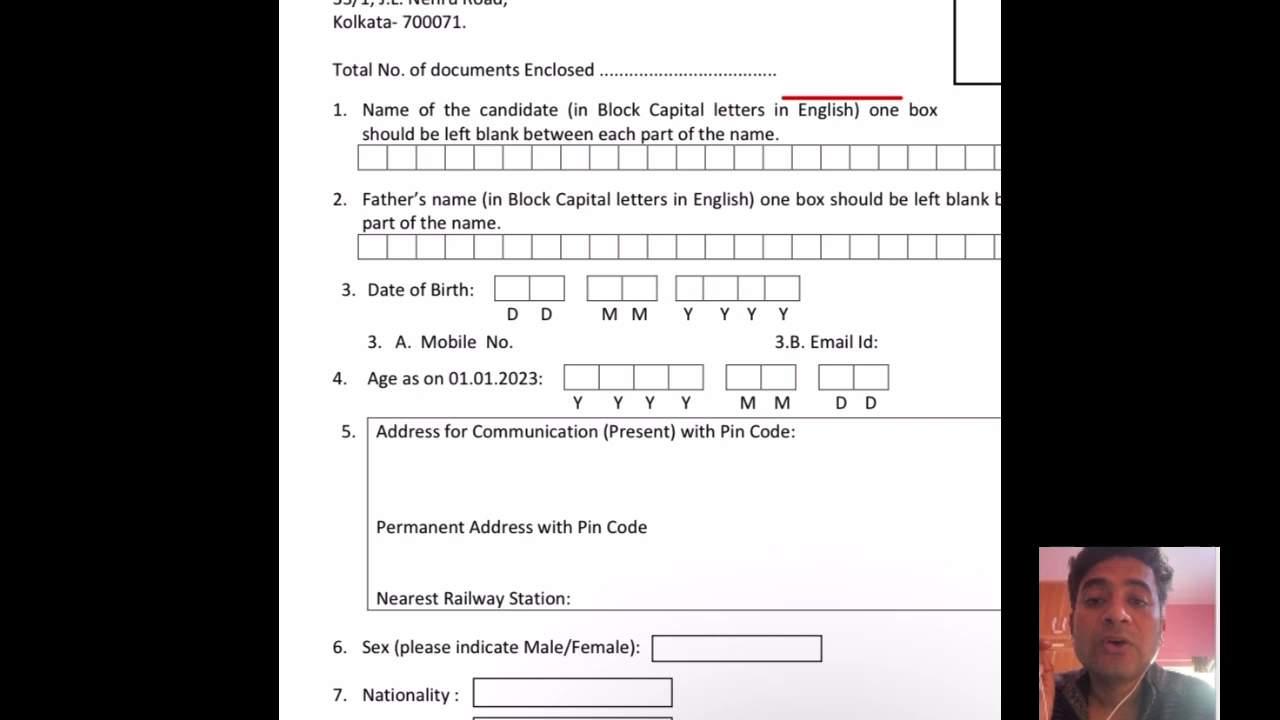 Kolkata- 700071.
Total No. of documents Enclosed ....................................
1. Name of the candidate (in Block Capital letters in English) one box
should be left blank between each part of the name.
2. Father’s name (in Block Capital letters in English) one box should be left blank
part of the name.
3. Date of Birth:
D D M M Y Y Y Y
3. A. Mobile No. 3.B. Email Id:
4. Age as on 01.01.2023:
Y Y Y Y M M D D
5. Address for Communication (Present) with Pin Code:
Permanent Address with Pin Code
Nearest Railway Station:
6. Sex (please indicate Male/Female):
7. Nationality :